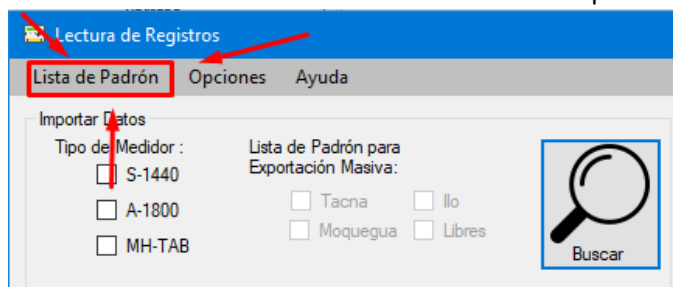 Lectura de Registros
Lista de Padrón Opciones Ayuda
Importar Datos
Tipo de Medidor :
S-1440
A-1800
MH-TAB
Lista de Padrón para
Exportación Masiva:
Tacna Ilo
Moquegua Libres
Buscar